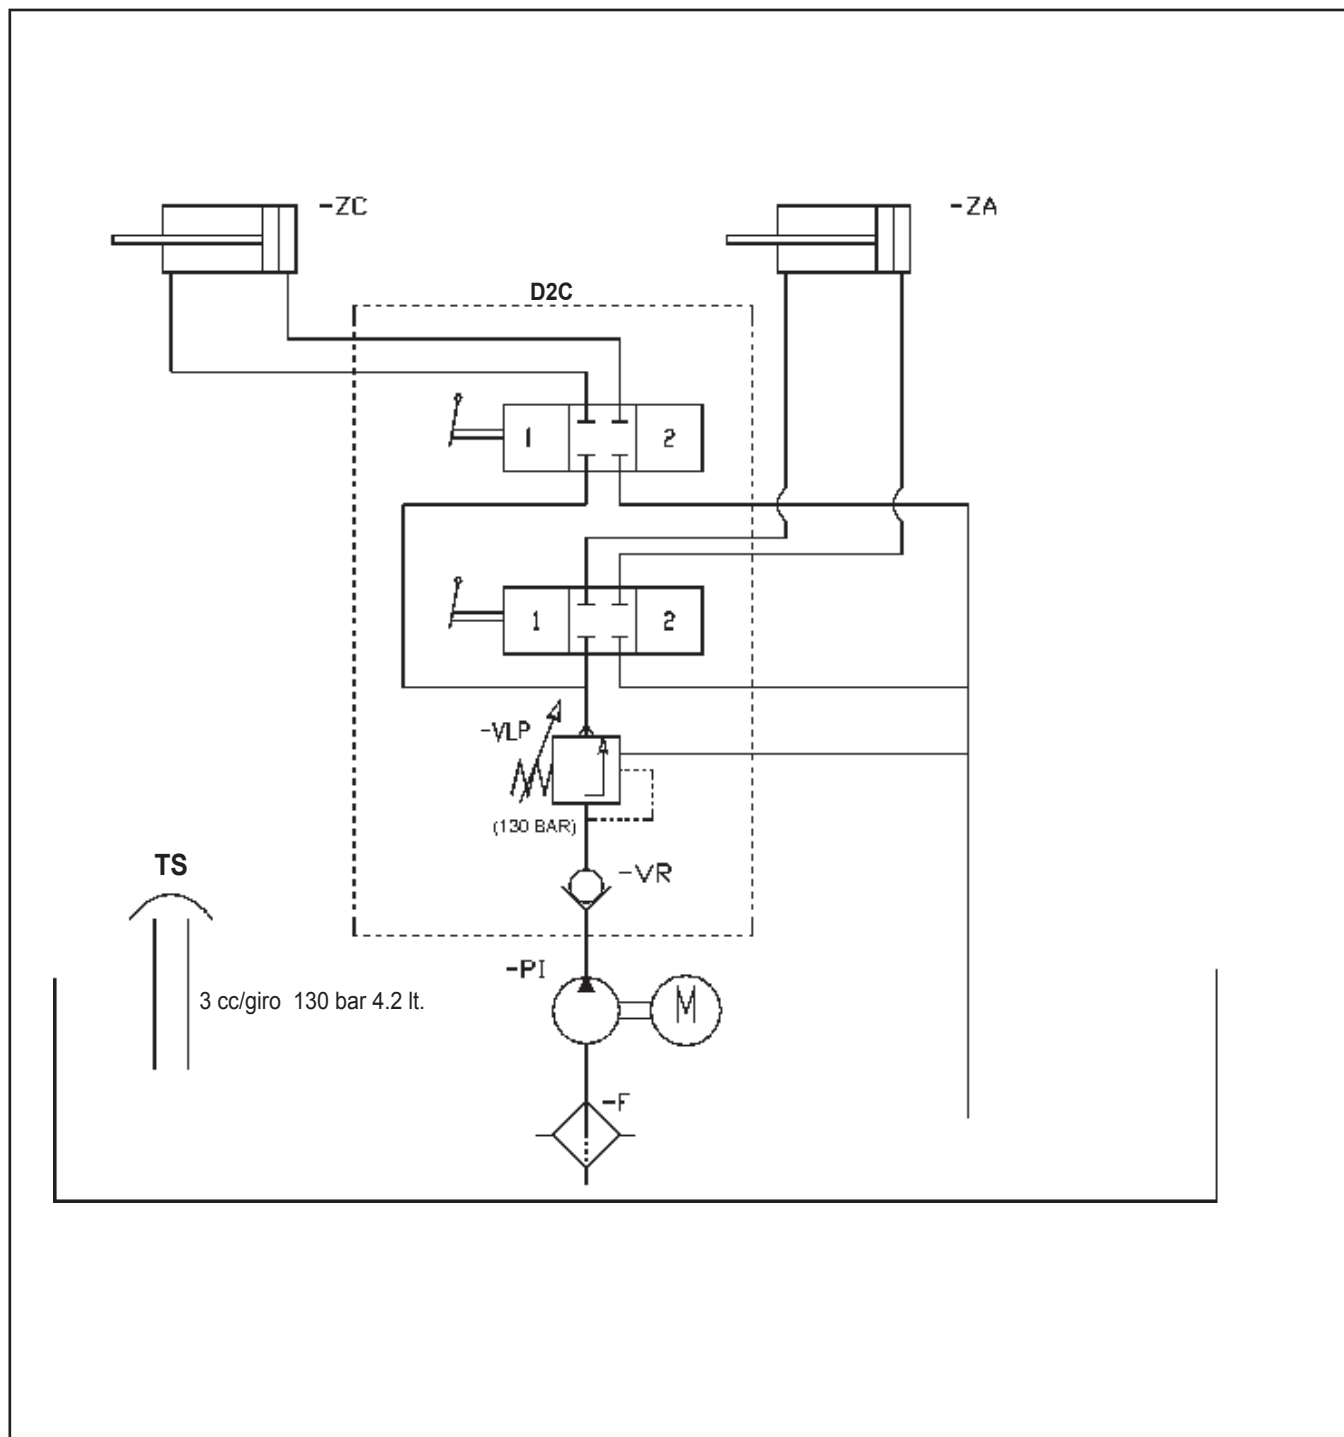 -ZC
-ZA
D2C
1 2
1 2
-VLP
(130 BAR)
-VR
TS
-PI
M
3 cc/giro 130 bar 4.2 lt.
-F